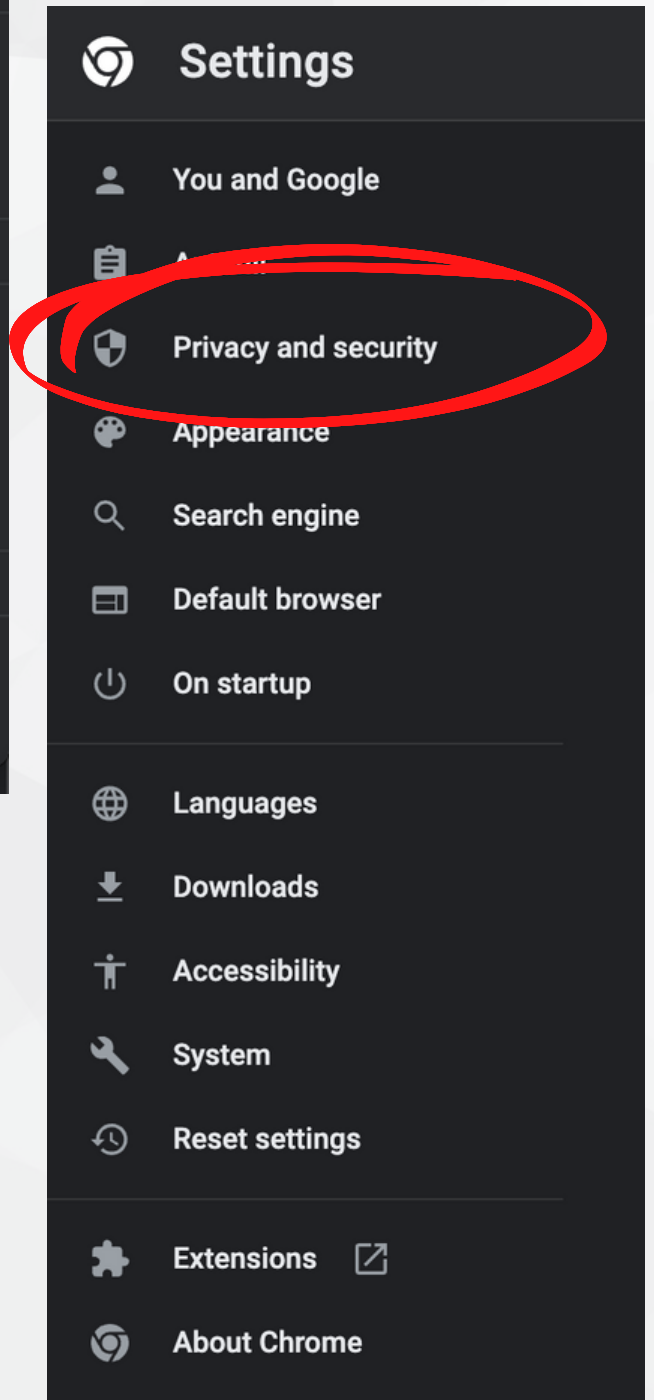 Settings
You and Google
Privacy and security
Appearance
Search engine
Default browser
On startup
Languages
Downloads
Accessibility
System
Reset settings
Extensions
About Chrome